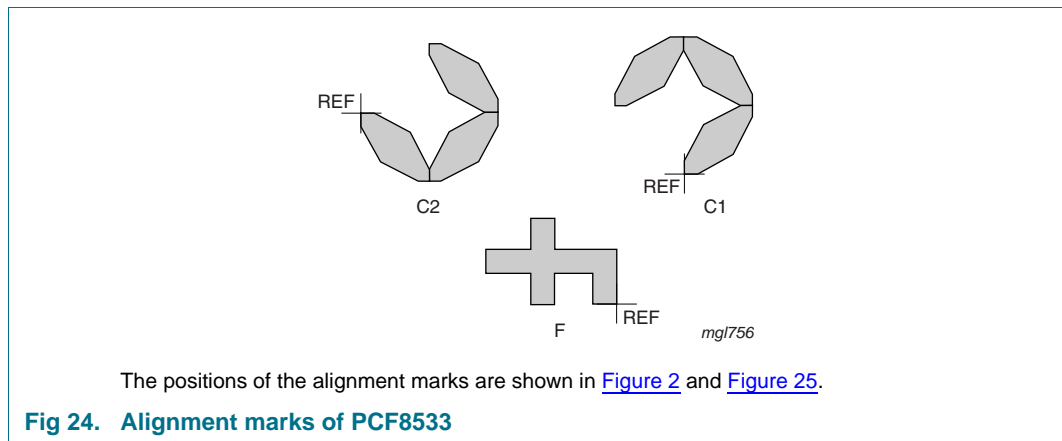 REF
C2
REF
C1
REF
F
mgl756
The positions of the alignment marks are shown in Figure 2 and Figure 25.
Fig 24. Alignment marks of PCF8533